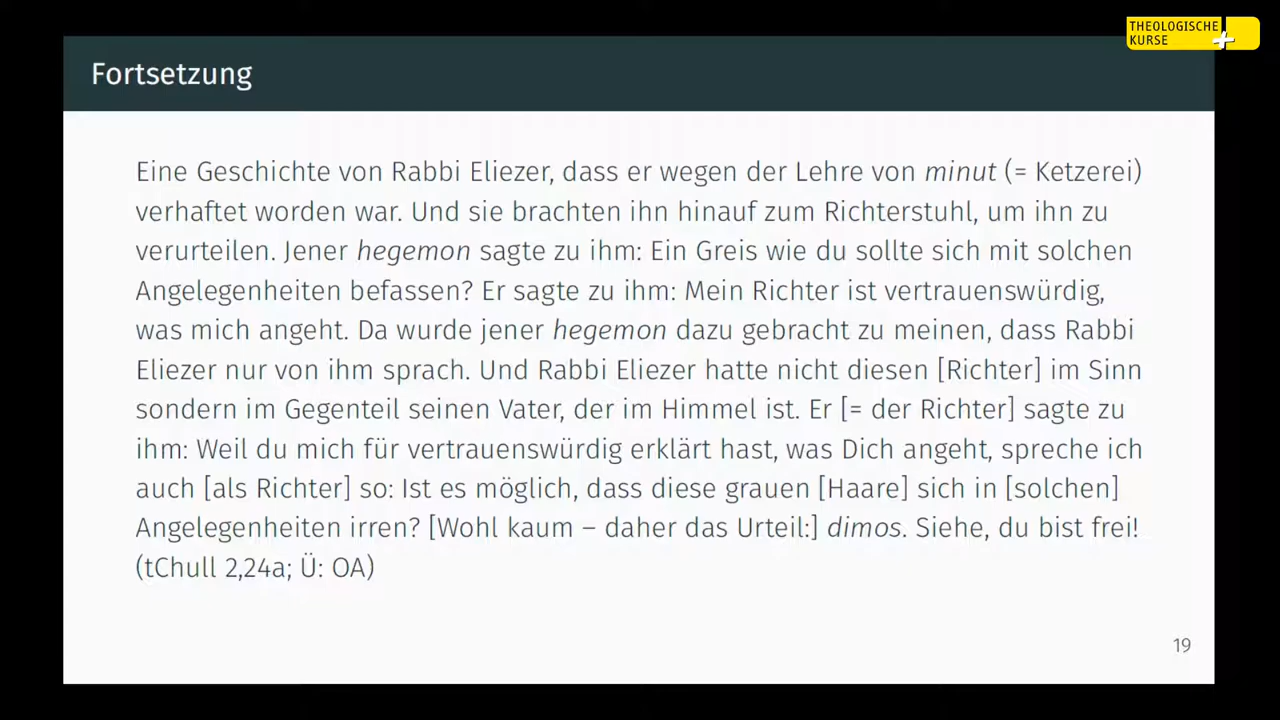 THEOLOGISCHE
KURSE
Fortsetzung
Eine Geschichte von Rabbi Eliezer, dass er wegen der Lehre von minut (= Ketzerei)
verhaftet worden war. Und sie brachten ihn hinauf zum Richterstuhl, um ihn zu
verurteilen. Jener hegemon sagte zu ihm: Ein Greis wie du sollte sich mit solchen
Angelegenheiten befassen? Er sagte zu ihm: Mein Richter ist vertrauenswürdig,
was mich angeht. Da wurde jener hegemon dazu gebracht zu meinen, dass Rabbi
Eliezer nur von ihm sprach. Und Rabbi Eliezer hatte nicht diesen [Richter] im Sinn
sondern im Gegenteil seinen Vater, der im Himmel ist. Er [= der Richter] sagte zu
ihm: Weil du mich für vertrauenswürdig erklärt hast, was Dich angeht, spreche ich
auch [als Richter] so: Ist es möglich, dass diese grauen [Haare] sich in [solchen]
Angelegenheiten irren? [Wohl kaum – daher das Urteil:] dimos. Siehe, du bist frei!
(tChull 2,24a; Ü: OA)
19